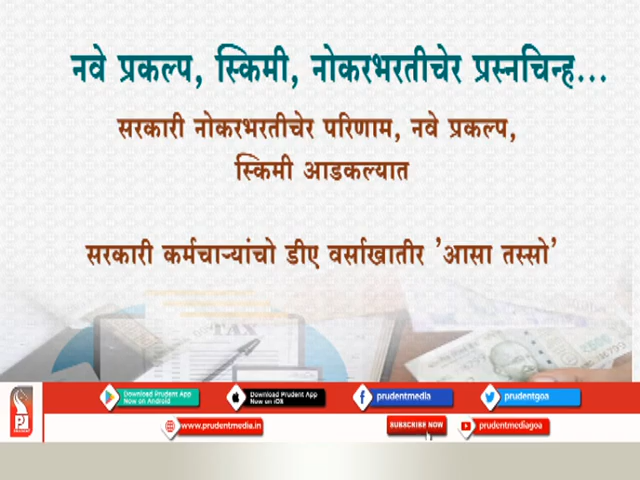 नवे प्रकल्प, स्किमी, नोकरभरतीचेर प्रस्नचिन्ह...
सरकारी नोकरभरतीचेर परिणाम, नवे प्रकल्प,
स्किमी आडकल्यात
सरकारी कर्मचाऱ्यांचो डीए वर्साखातीर 'आसा तस्सो'
TAX
Download Prudent App
Now on Android
Download Prudent App
Now on iOS
prudentmedia
prudentgoa
www.prudentmedia.in
SUBSCRIBE NOW
prudentmediagoa